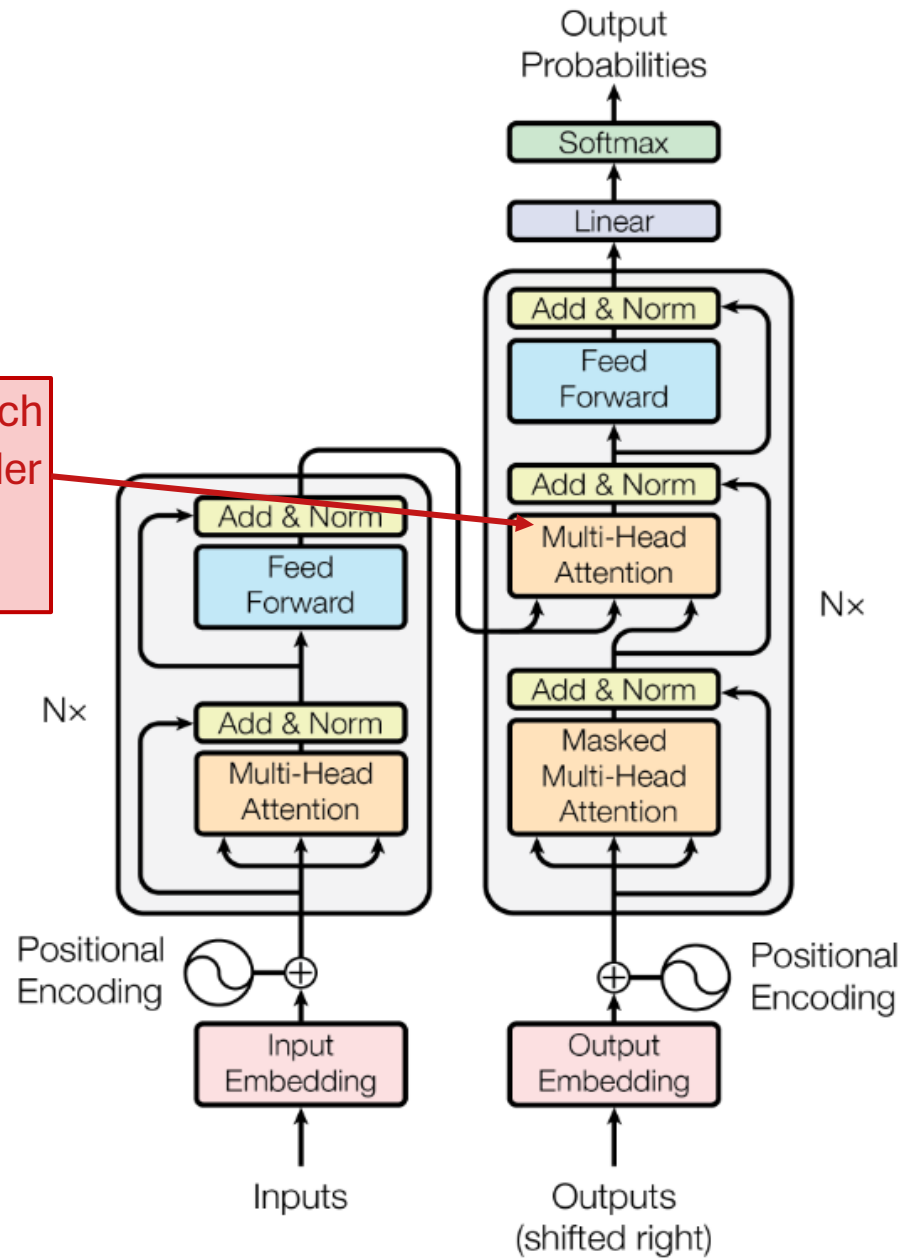 Output
Probabilities
Softmax
Linear
Add & Norm
Feed
Forward
Add & Norm
Multi-Head
Attention
Nx
Add & Norm
Masked
Multi-Head
Attention
Positional
Encoding
Output
Embedding
Outputs
(shifted right)
Add & Norm
Feed
Forward
Nx
Add & Norm
Multi-Head
Attention
Positional
Encoding
Input
Embedding
Inputs